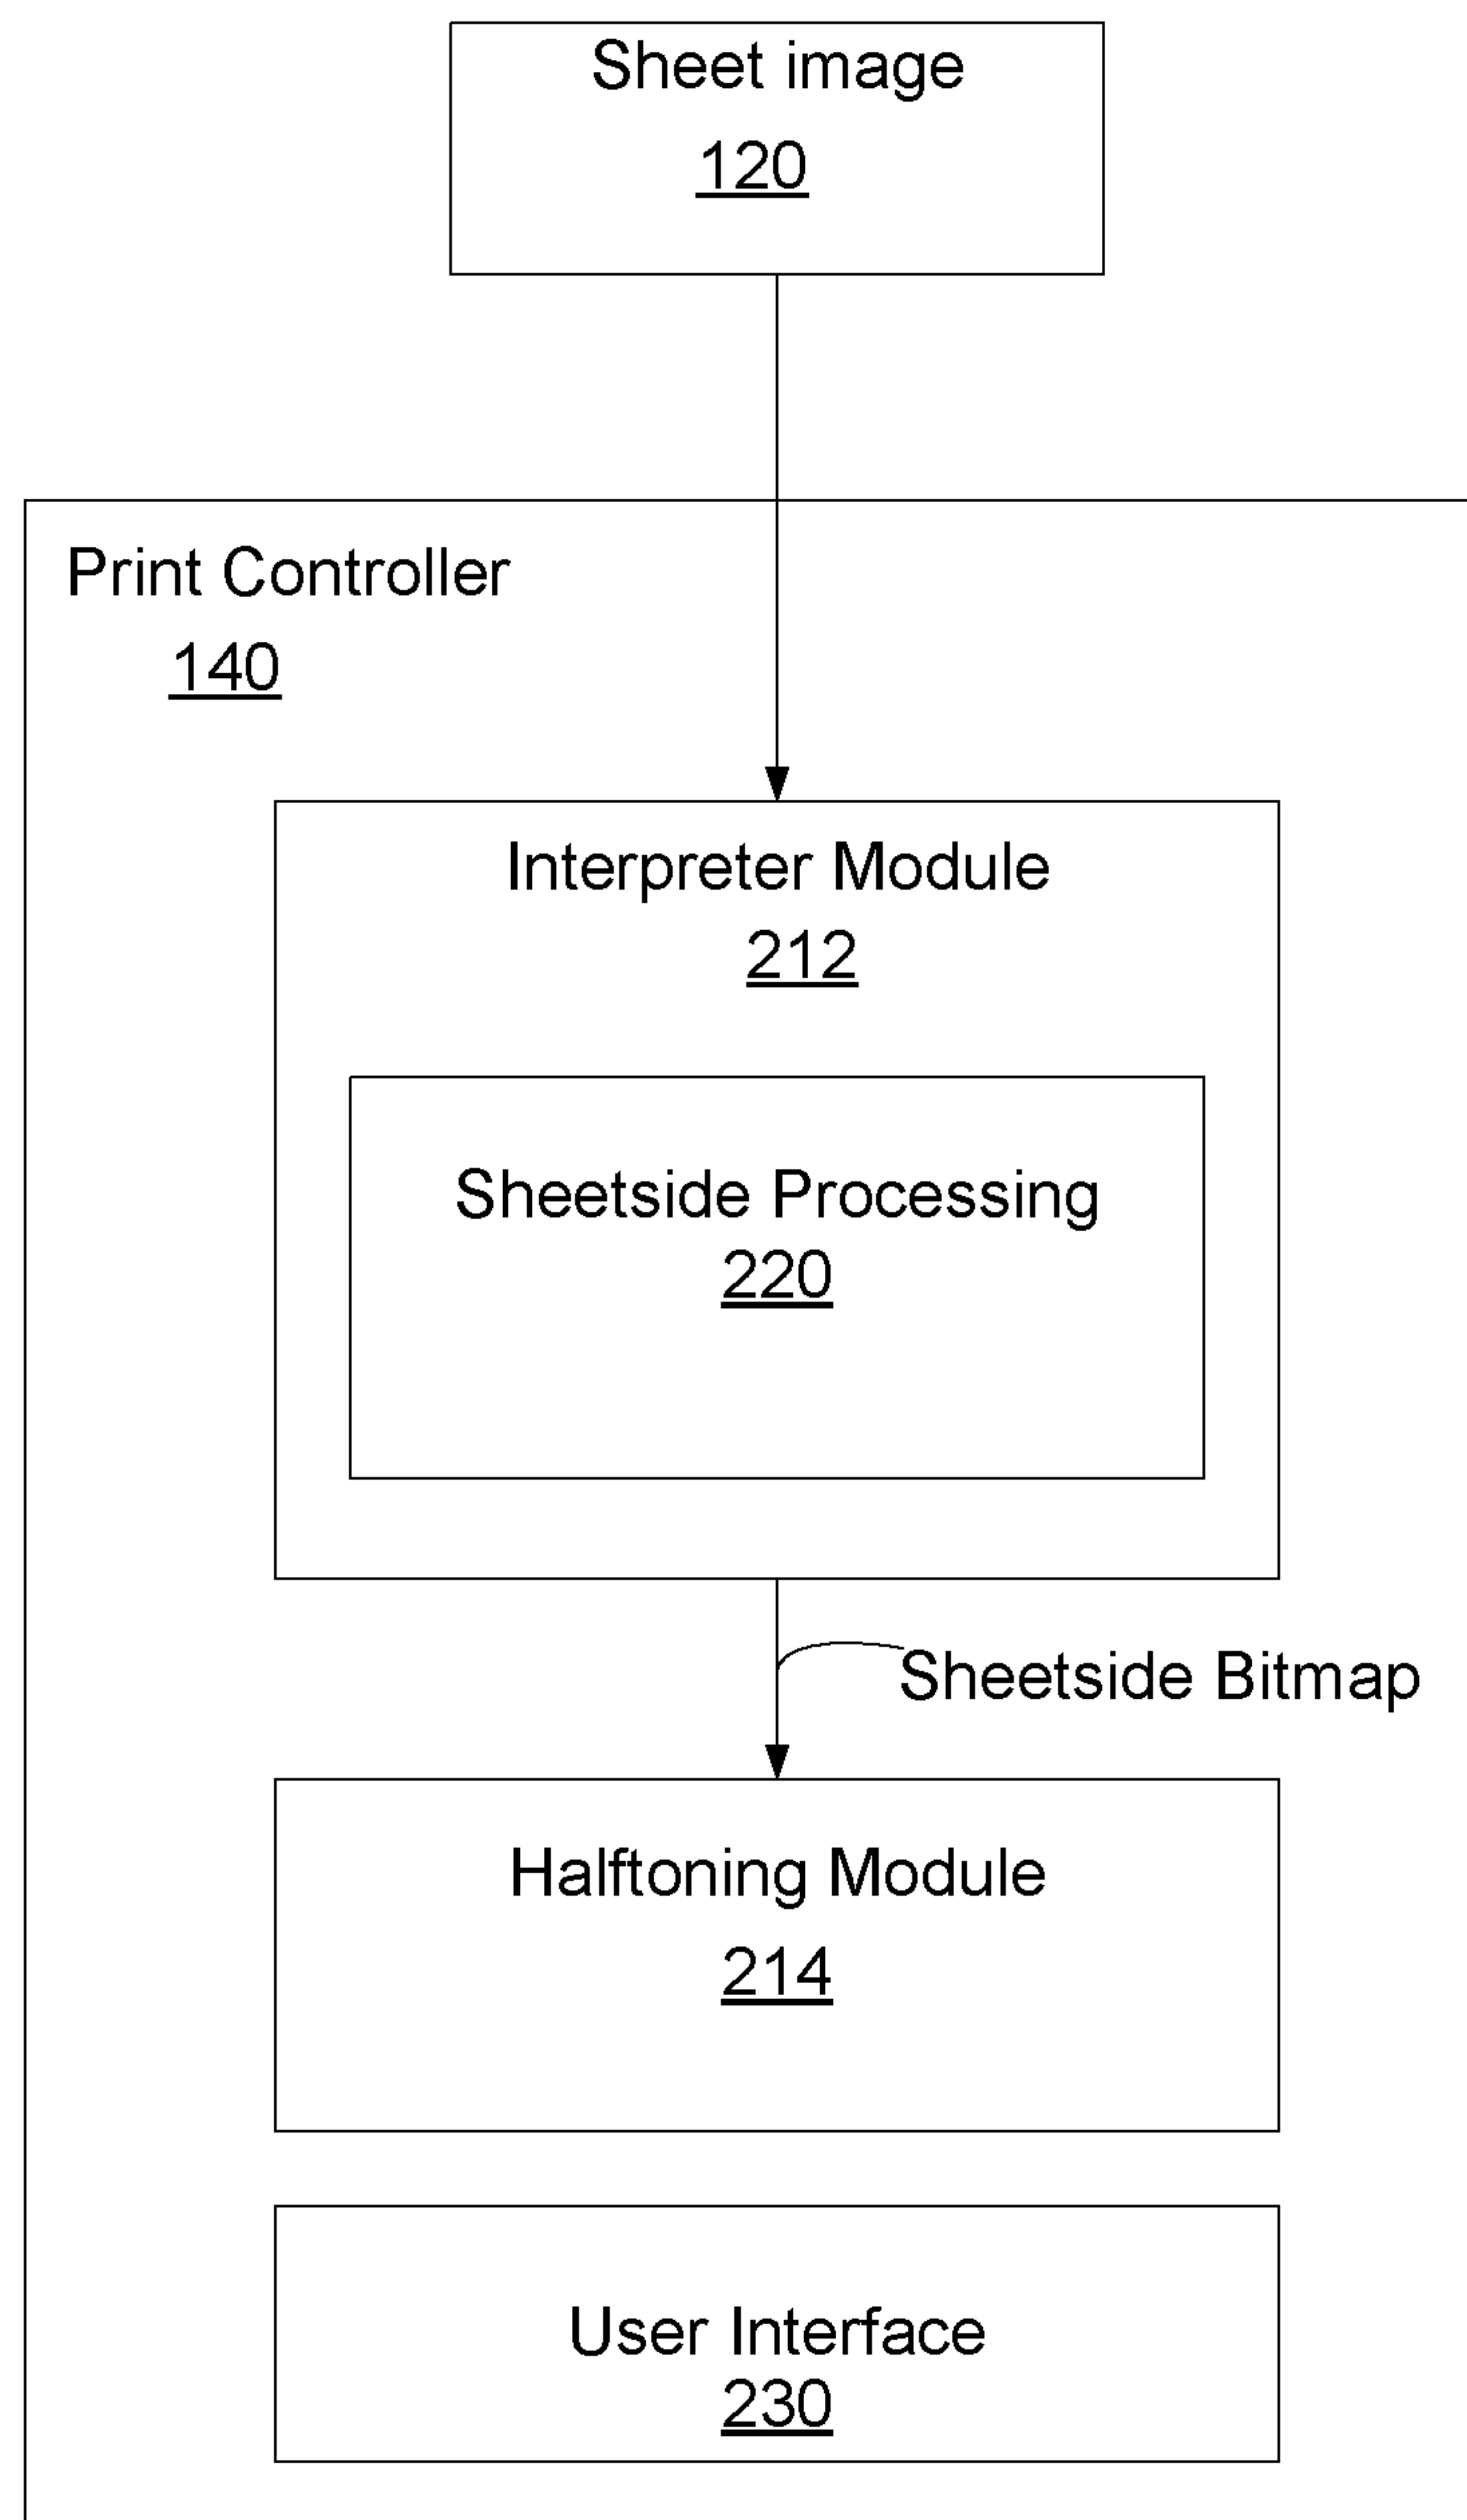 Sheet image
120
Print Controller
140
Interpreter Module
212
Sheetside Processing
220
Sheetside Bitmap
Halftoning Module
214
User Interface
230